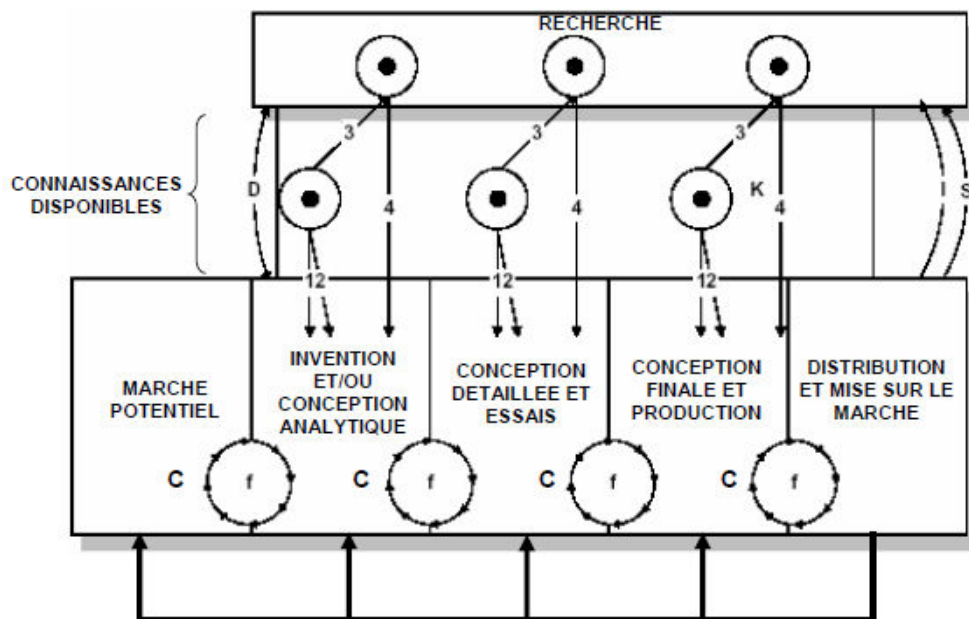 RECHERCHE
3 3 3
CONNAISSANCES
DISPONIBLES
D 4 4 K 4 I S
12 12 12
MARCHE
POTENTIEL
INVENTION
ET/OU
CONCEPTION
ANALYTIQUE
CONCEPTION
DETAILLEE ET
ESSAIS
CONCEPTION
FINALE ET
PRODUCTION
DISTRIBUTION
ET MISE SUR LE
MARCHE
C f C f C f C f